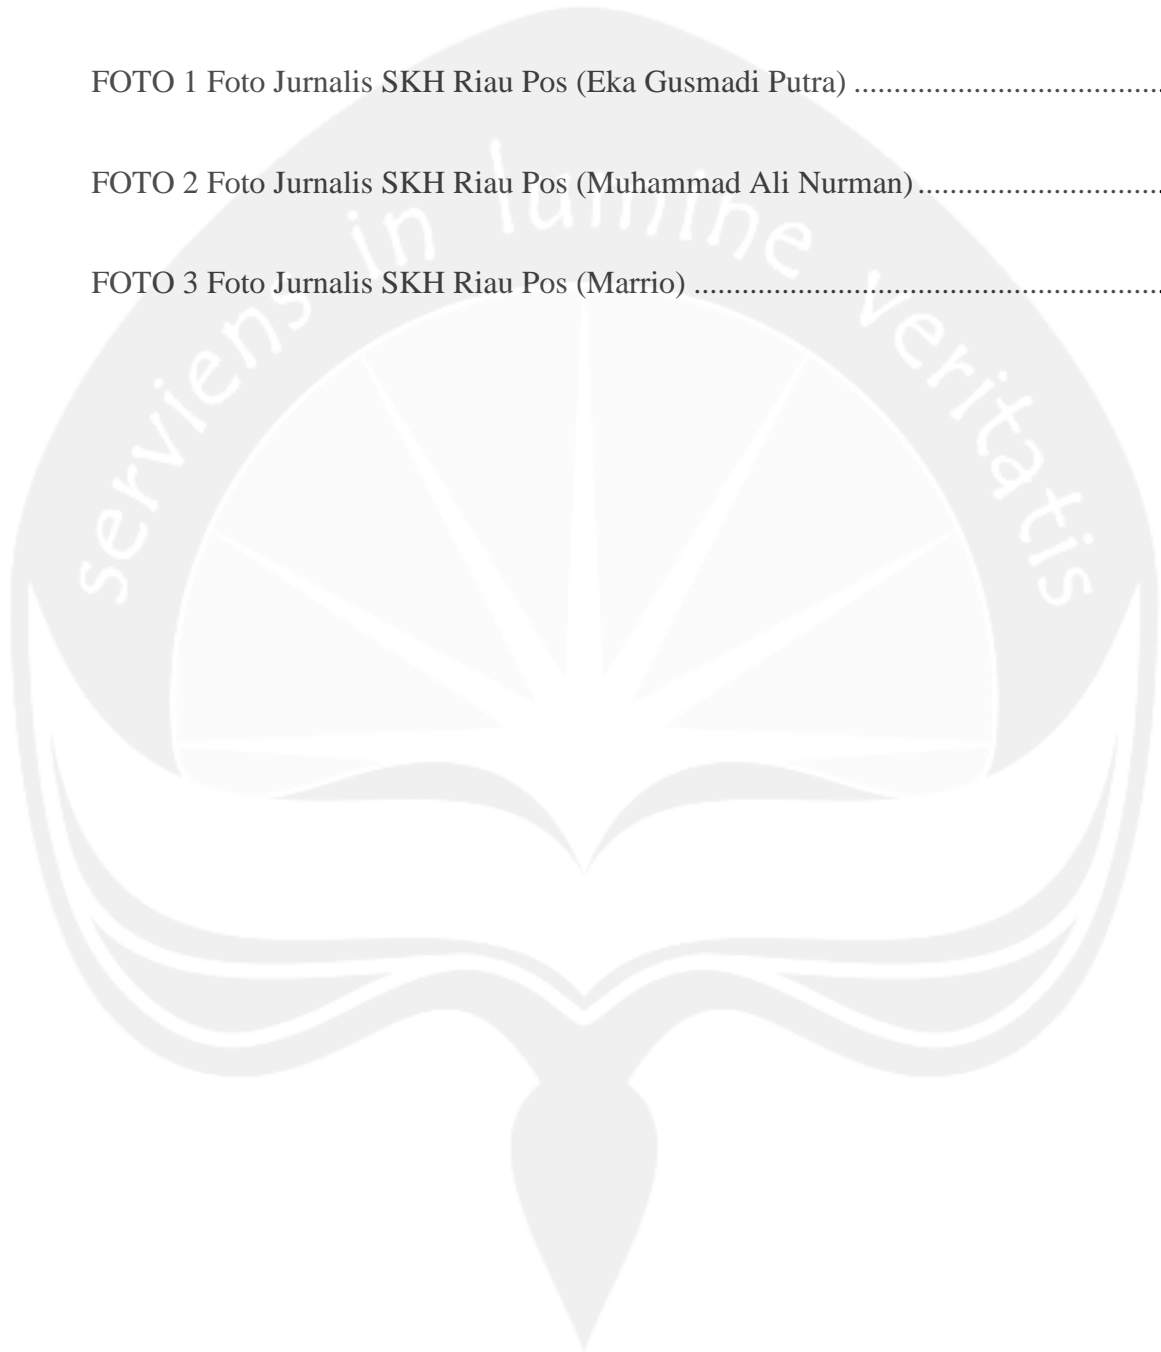 FOTO 1 Foto Jurnalis SKH Riau Pos (Eka Gusmadi Putra) ......................................
FOTO 2 Foto Jurnalis SKH Riau Pos (Muhammad Ali Nurman) ..............................
FOTO 3 Foto Jurnalis SKH Riau Pos (Marrio) ..........................................................
serviens in lumine veritatis